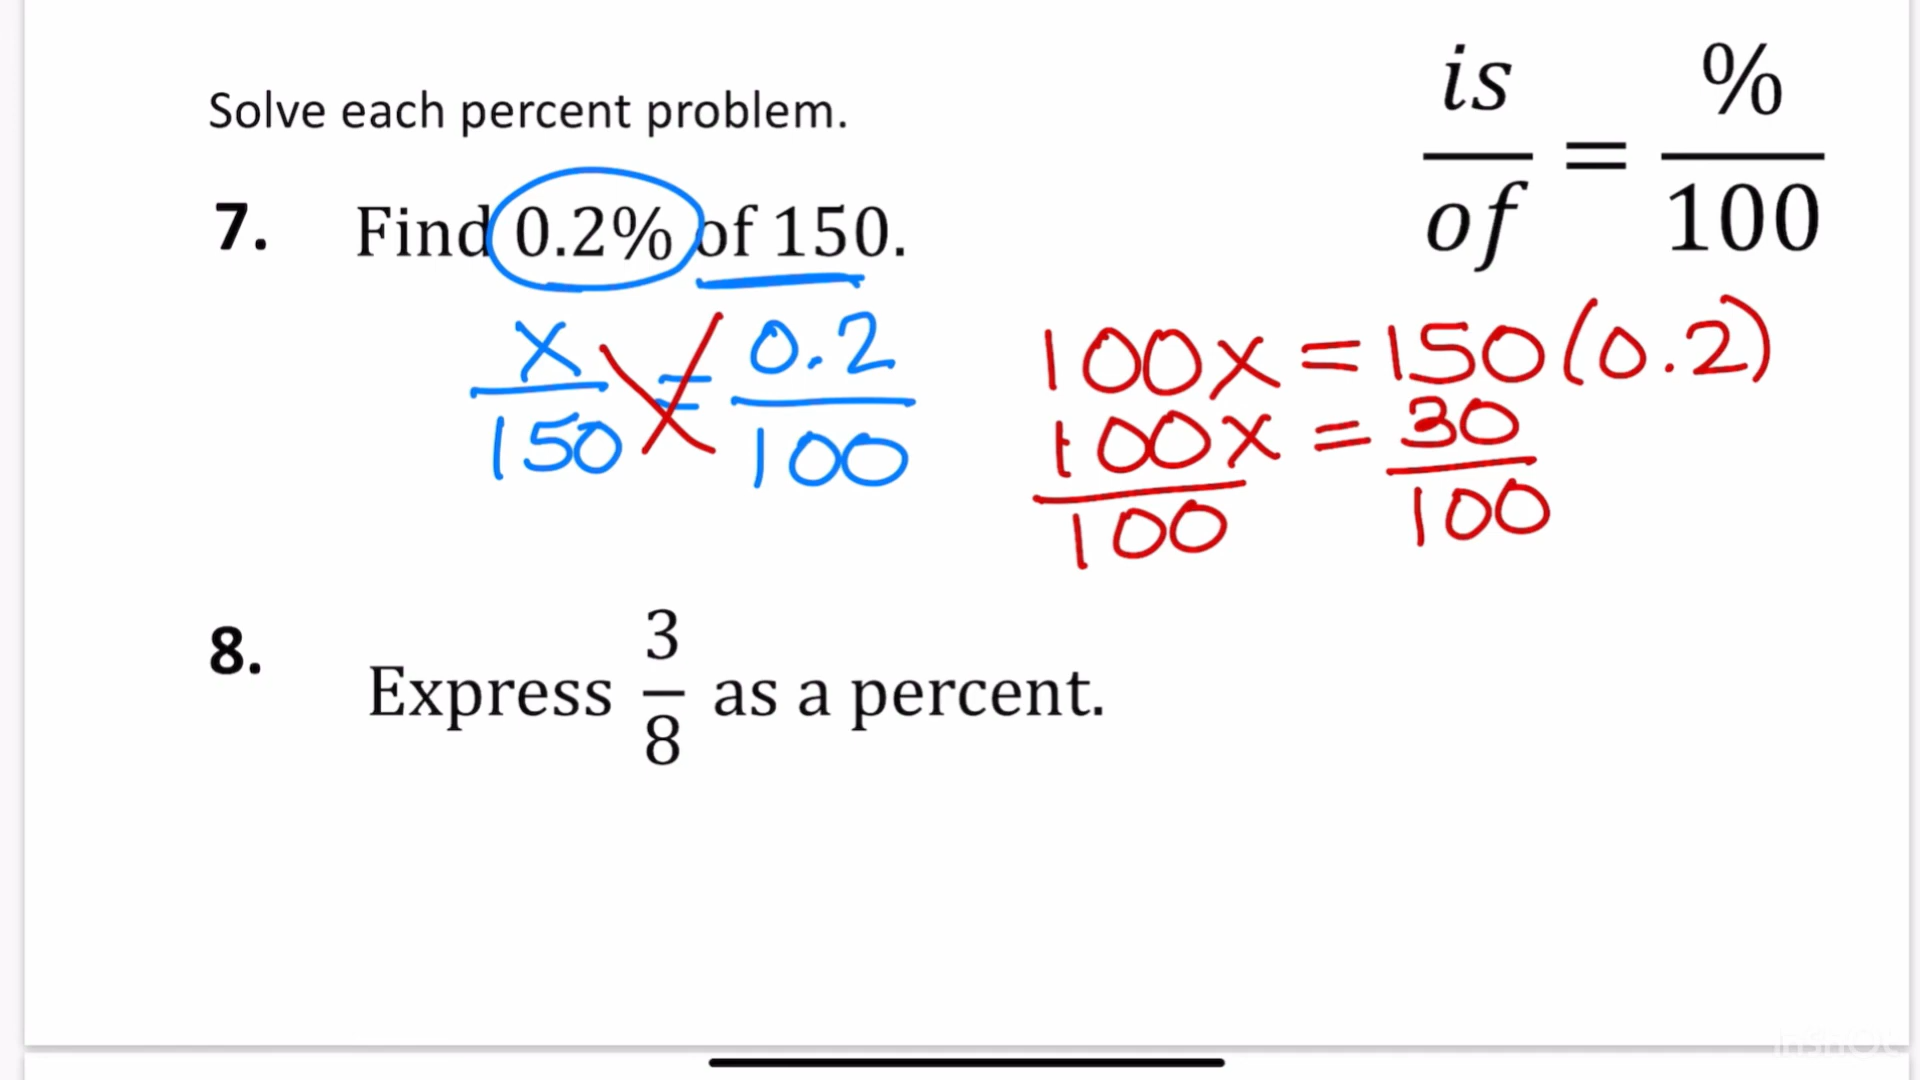 Solve each percent problem.
is/of = %/100
7. Find 0.2% of 150.
x/150 = 0.2/100
100x = 150(0.2)
100x/100 = 30/100
8. Express 3/8 as a percent.
InShOt